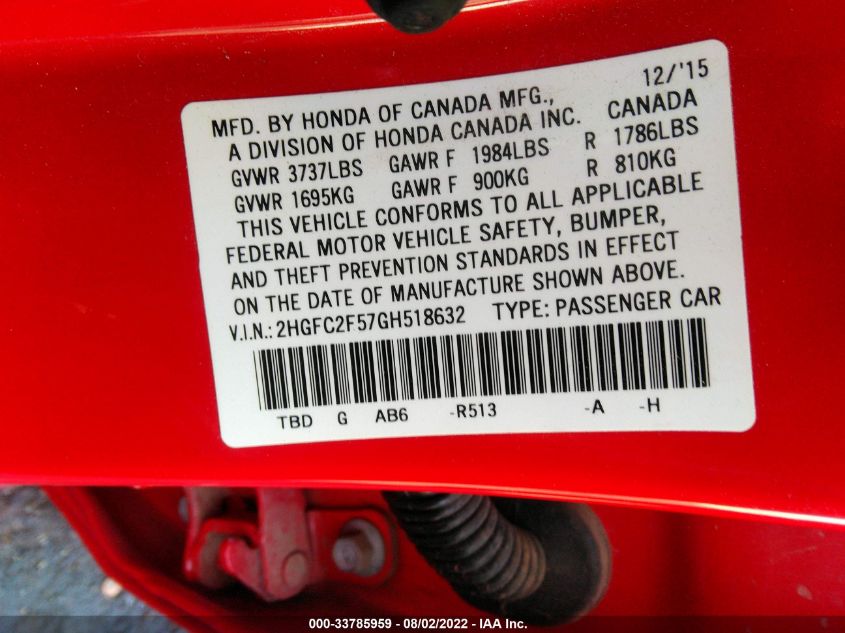 12/'15
MFD. BY HONDA OF CANADA MFG.,
A DIVISION OF HONDA CANADA INC. CANADA
GVWR 3737LBS GAWR F 1984LBS R 1786LBS
GVWR 1695KG GAWR F 900KG R 810KG
THIS VEHICLE CONFORMS TO ALL APPLICABLE
FEDERAL MOTOR VEHICLE SAFETY, BUMPER,
AND THEFT PREVENTION STANDARDS IN EFFECT
ON THE DATE OF MANUFACTURE SHOWN ABOVE.
V.I.N.: 2HGFC2F57GH518632 TYPE: PASSENGER CAR
TBD G AB6 -R513 -A -H
000-33785959 - 08/02/2022 - IAA Inc.